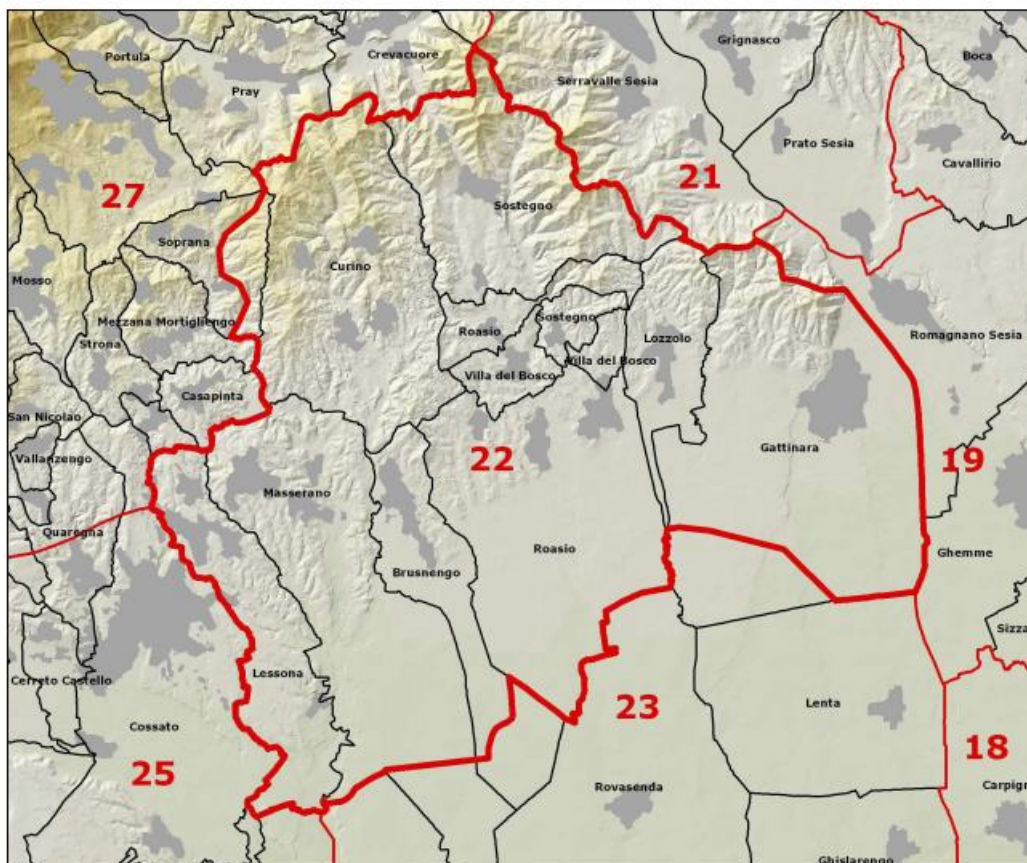 Portula
Crevacuore
Grignasco
Boca
Pray
Serravalle Sesia
Prato Sesia
Cavallirio
27
21
Sostegno
Soprana
Curino
Mosso
Mezzana Mortigliengo
Strona
Roasio
Sostegno
Lozzolo
Romagnano Sesia
Villa del Bosco
Villa del Bosco
Casapinta
San Nicolao
Vallanzengo
22
Gattinara
19
Masserano
Quaregna
Roasio
Ghemme
Brusnengo
Sizza
Cerreto Castello
Lessona
Lenta
23
Cossato
18
25
Rovasenda
Carpign
Ghislarengo